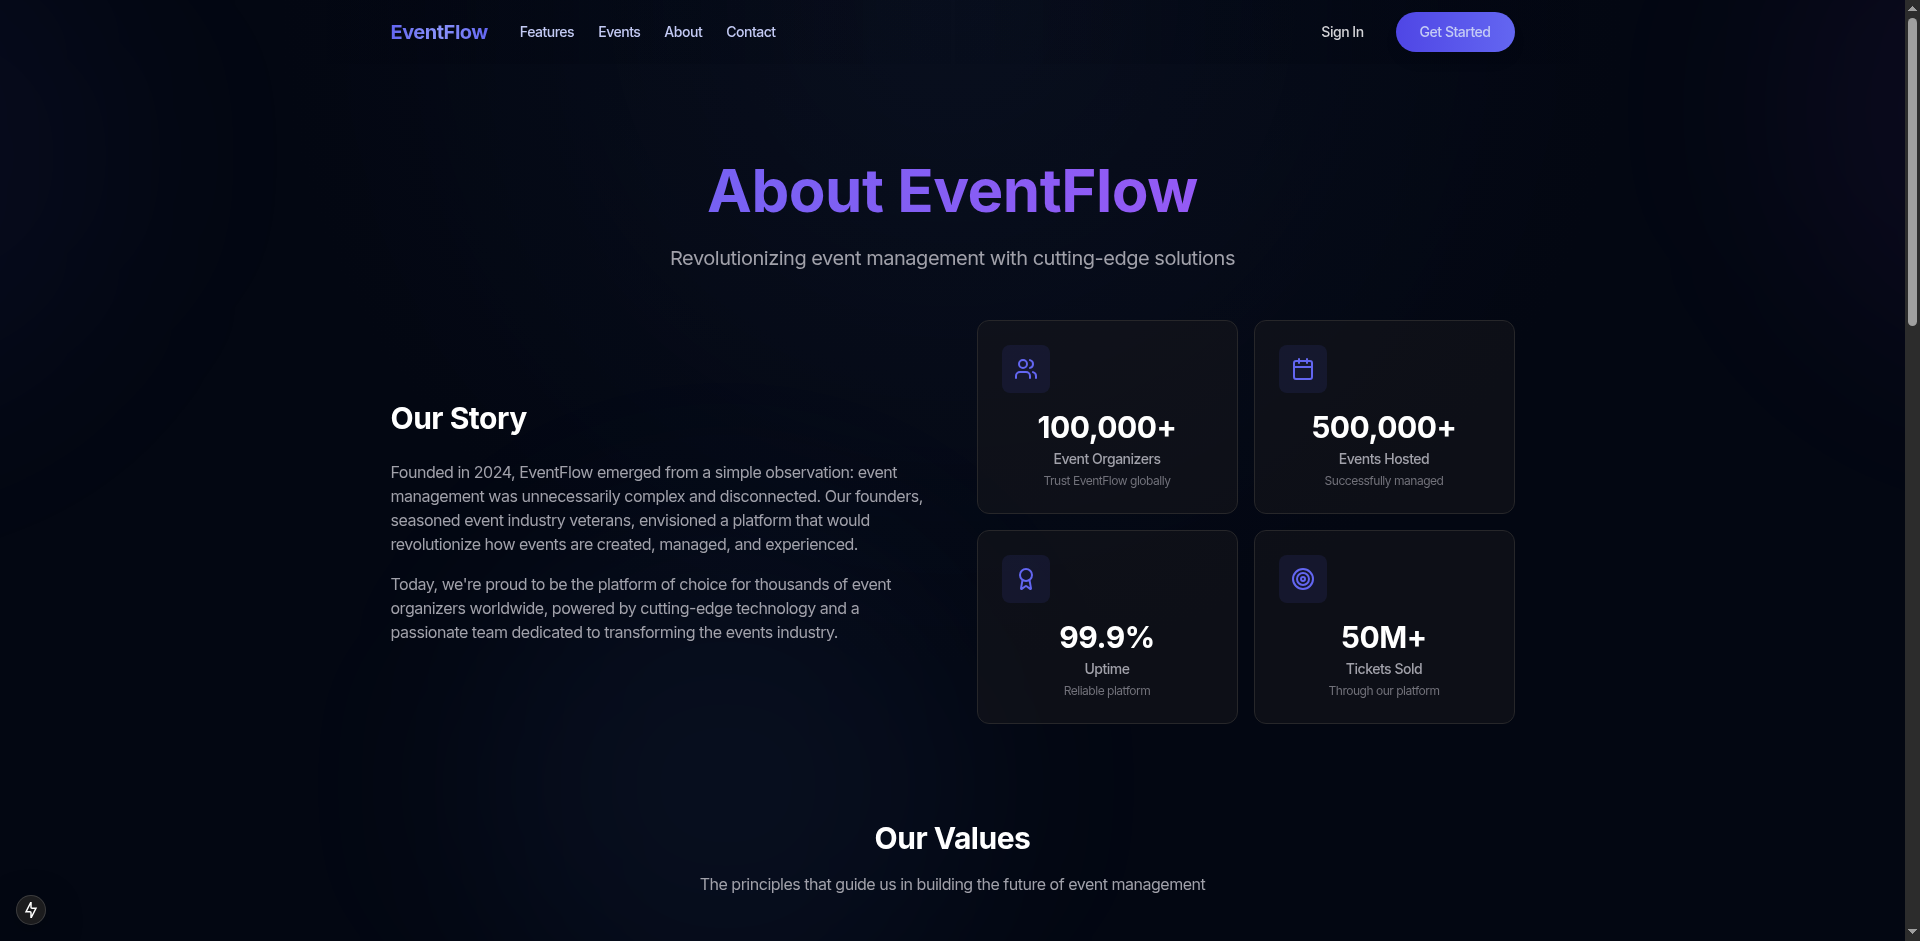 EventFlow
Features
Events
About
Contact
Sign In
Get Started
About EventFlow
Revolutionizing event management with cutting-edge solutions
Our Story
Founded in 2024, EventFlow emerged from a simple observation: event
management was unnecessarily complex and disconnected. Our founders,
seasoned event industry veterans, envisioned a platform that would
revolutionize how events are created, managed, and experienced.
Today, we're proud to be the platform of choice for thousands of event
organizers worldwide, powered by cutting-edge technology and a
passionate team dedicated to transforming the events industry.
100,000+
Event Organizers
Trust EventFlow globally
500,000+
Events Hosted
Successfully managed
99.9%
Uptime
Reliable platform
50M+
Tickets Sold
Through our platform
Our Values
The principles that guide us in building the future of event management